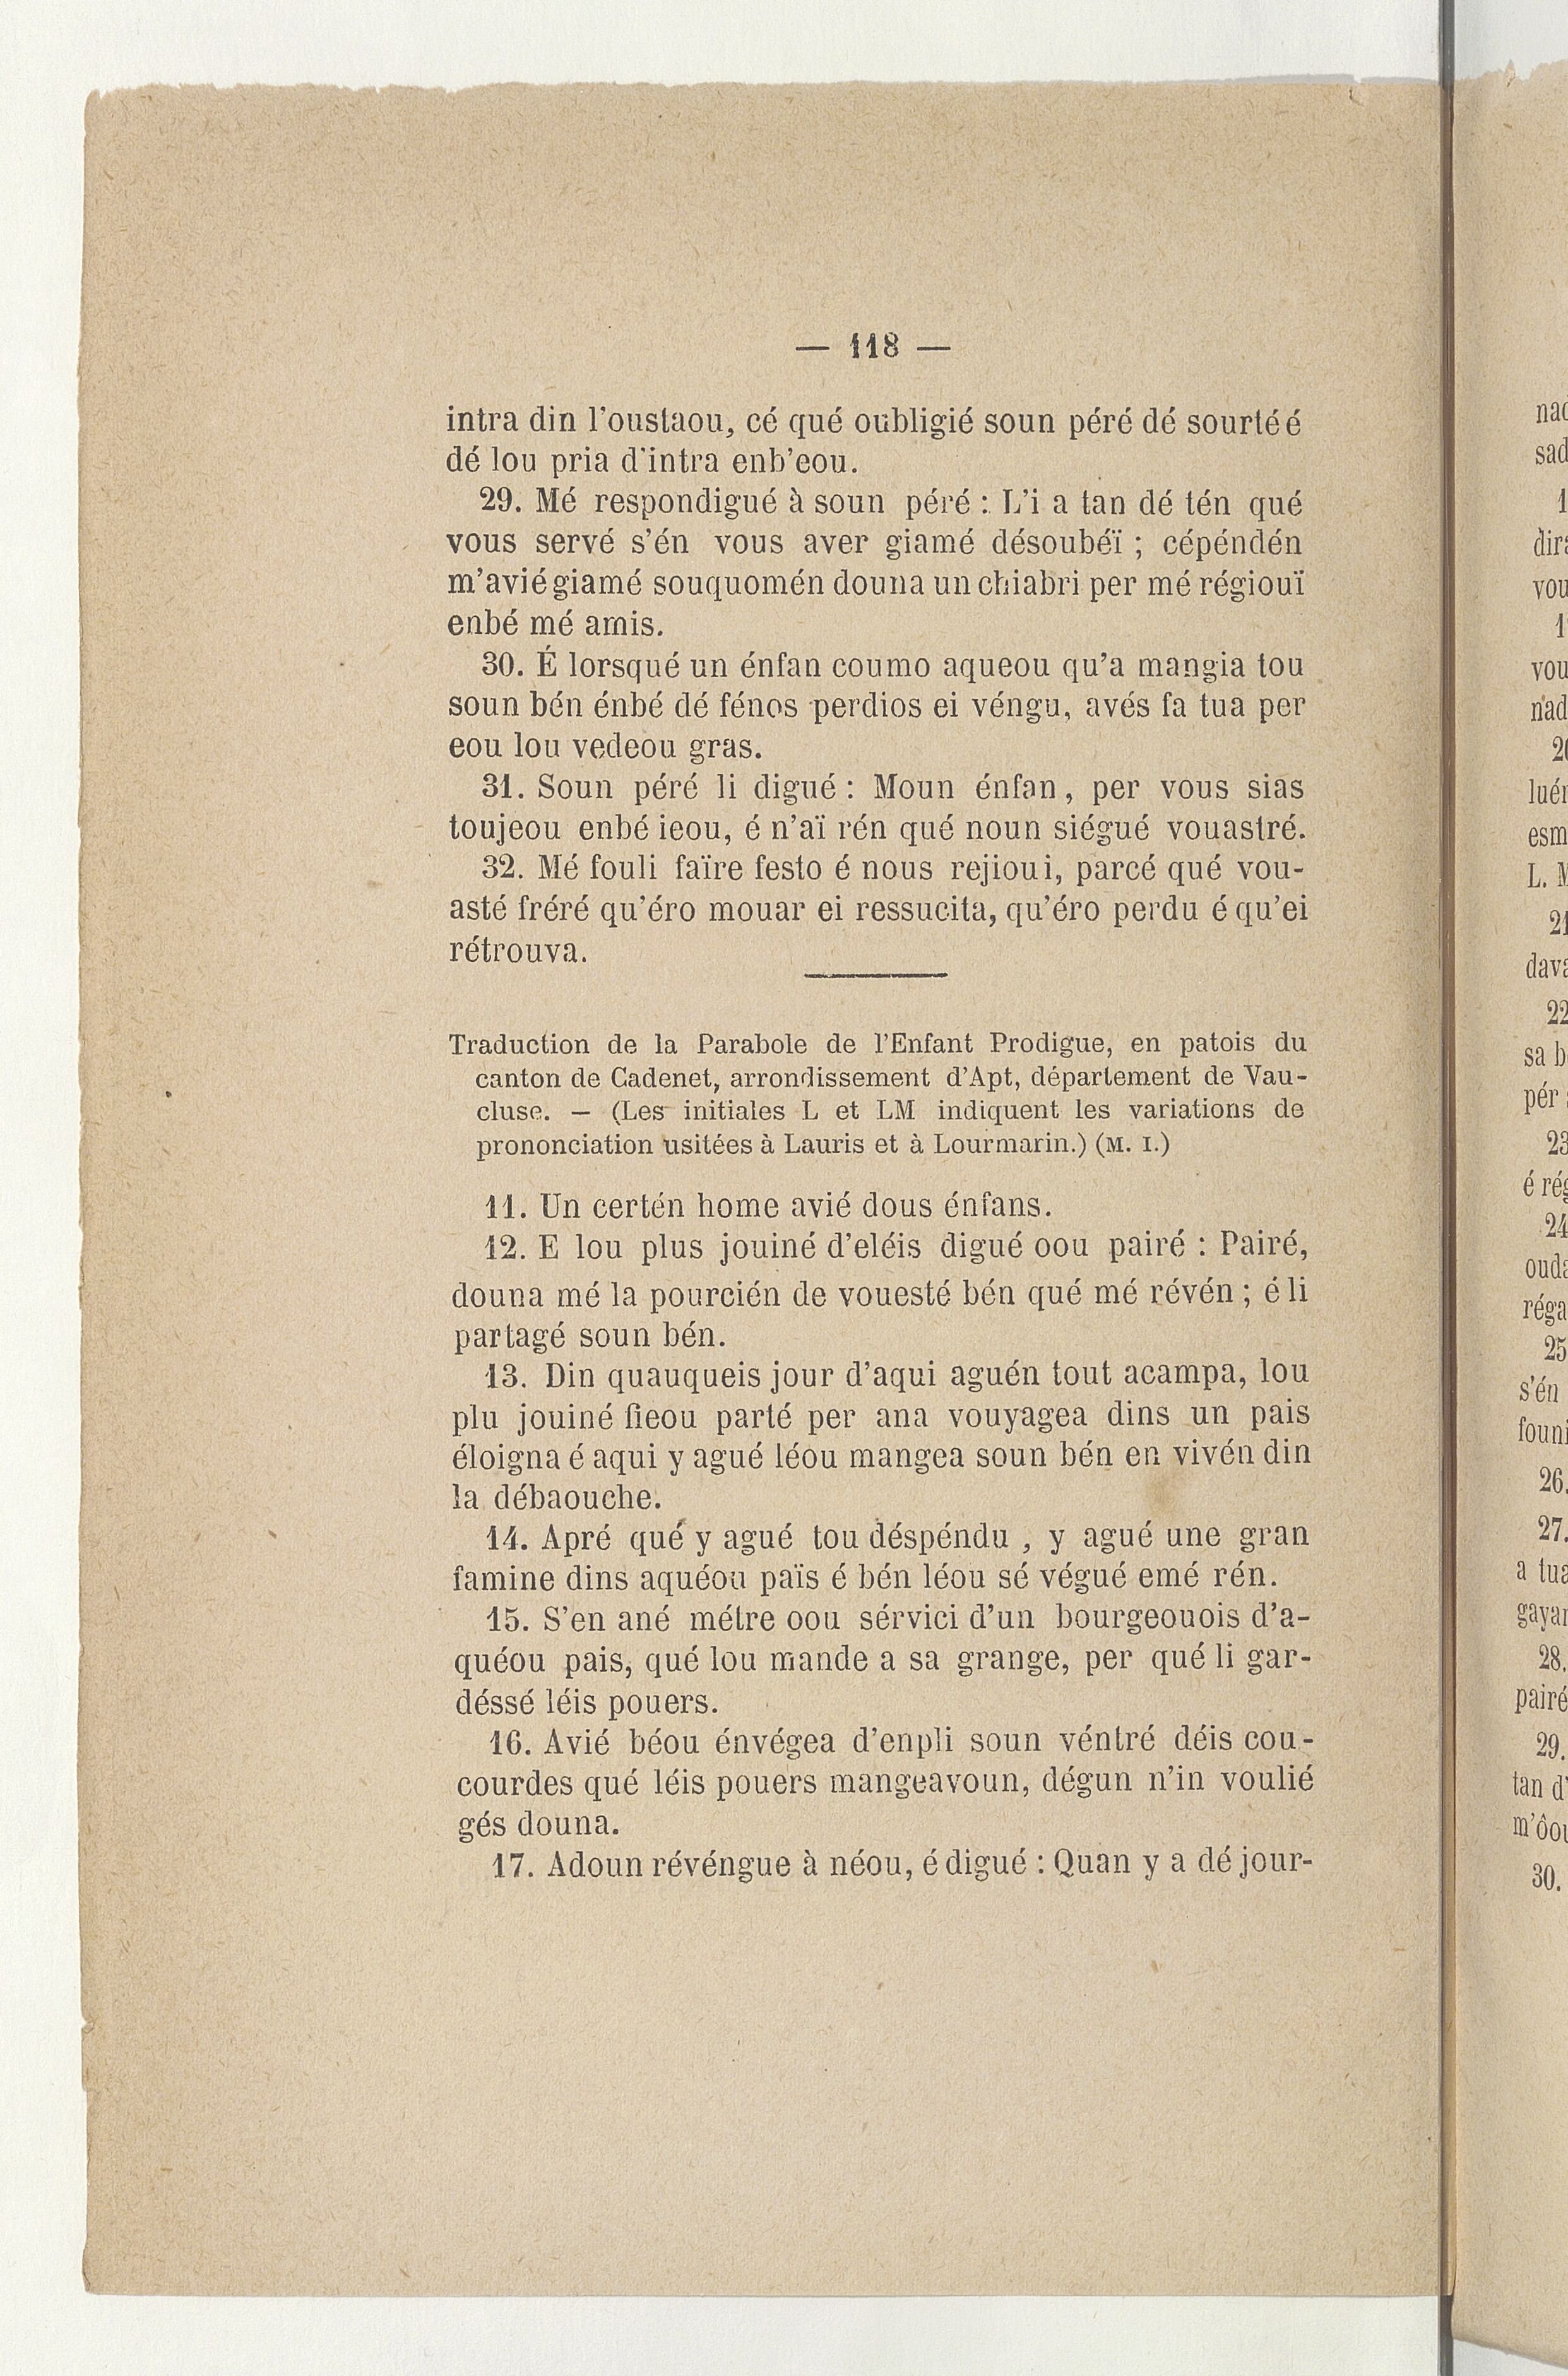 — 118 —
intra din l'oustaou, cé qué oubligié soun péré dé sourté é
dé lou pria d'intra enb'eou.
29. Mé respondigué à soun péré : L'i a tan dé tén qué
vous servé s'én vous aver giamé désoubéï ; cépéndén
m'avié giamé souquomén douna un chiabri per mé régiouï
enbé mé amis.
30. É lorsqué un énfan coumo aqueou qu'a mangia tou
soun bén énbé dé fénos perdios ei véngu, avés fa tua per
eou lou vedeou gras.
31. Soun péré li digué : Moun énfan, per vous sias
toujeou enbé ieou, é n'aï rén qué noun siégué vouastré.
32. Mé fouli faïre festo é nous rejioui, parcé qué vou-
asté fréré qu'éro mouar ei ressucita, qu'éro perdu é qu'ei
rétrouva.
Traduction de la Parabole de l'Enfant Prodigue, en patois du
canton de Cadenet, arrondissement d'Apt, département de Vau-
cluse. — (Les initiales L et LM indiquent les variations de
prononciation usitées à Lauris et à Lourmarin.) (M. I.)
11. Un certén home avié dous énfans.
12. E lou plus jouiné d'eléis digué oou pairé : Pairé,
douna mé la pourcién de vouesté bén qué mé révén ; é li
partagé soun bén.
13. Din quauqueis jour d'aqui aguén tout acampa, lou
plu jouiné fieou parté per ana vouyagea dins un pais
éloigna é aqui y agué léou mangea soun bén en vivén din
la débaouche.
14. Apré qué y agué tou déspéndu , y agué une gran
famine dins aquéou païs é bén léou sé végué emé rén.
15. S'en ané métre oou sérvici d'un bourgeouois d'a-
quéou pais, qué lou mande a sa grange, per qué li gar-
déssé léis pouers.
16. Avié béou énvégea d'enpli soun véntré déis cou-
courdes qué léis pouers mangeavoun, dégun n'in voulié
gés douna.
17. Adoun révéngue à néou, é digué : Quan y a dé jour-